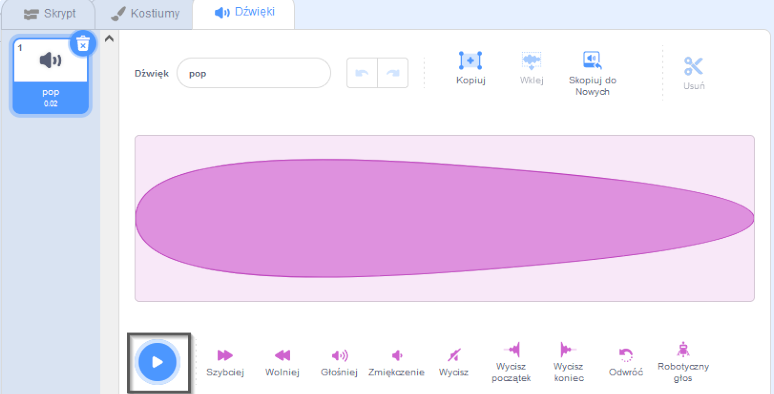 Skrypt Kostiumy Dźwięki
1
pop
0.02
Dźwięk pop
Kopiuj Wklej Skopiuj do
Nowych
Usuń
Szybciej Wolniej Głośniej Zmiękczenie Wycisz Wycisz
początek
Wycisz
koniec
Odwróć Robotyczny
głos